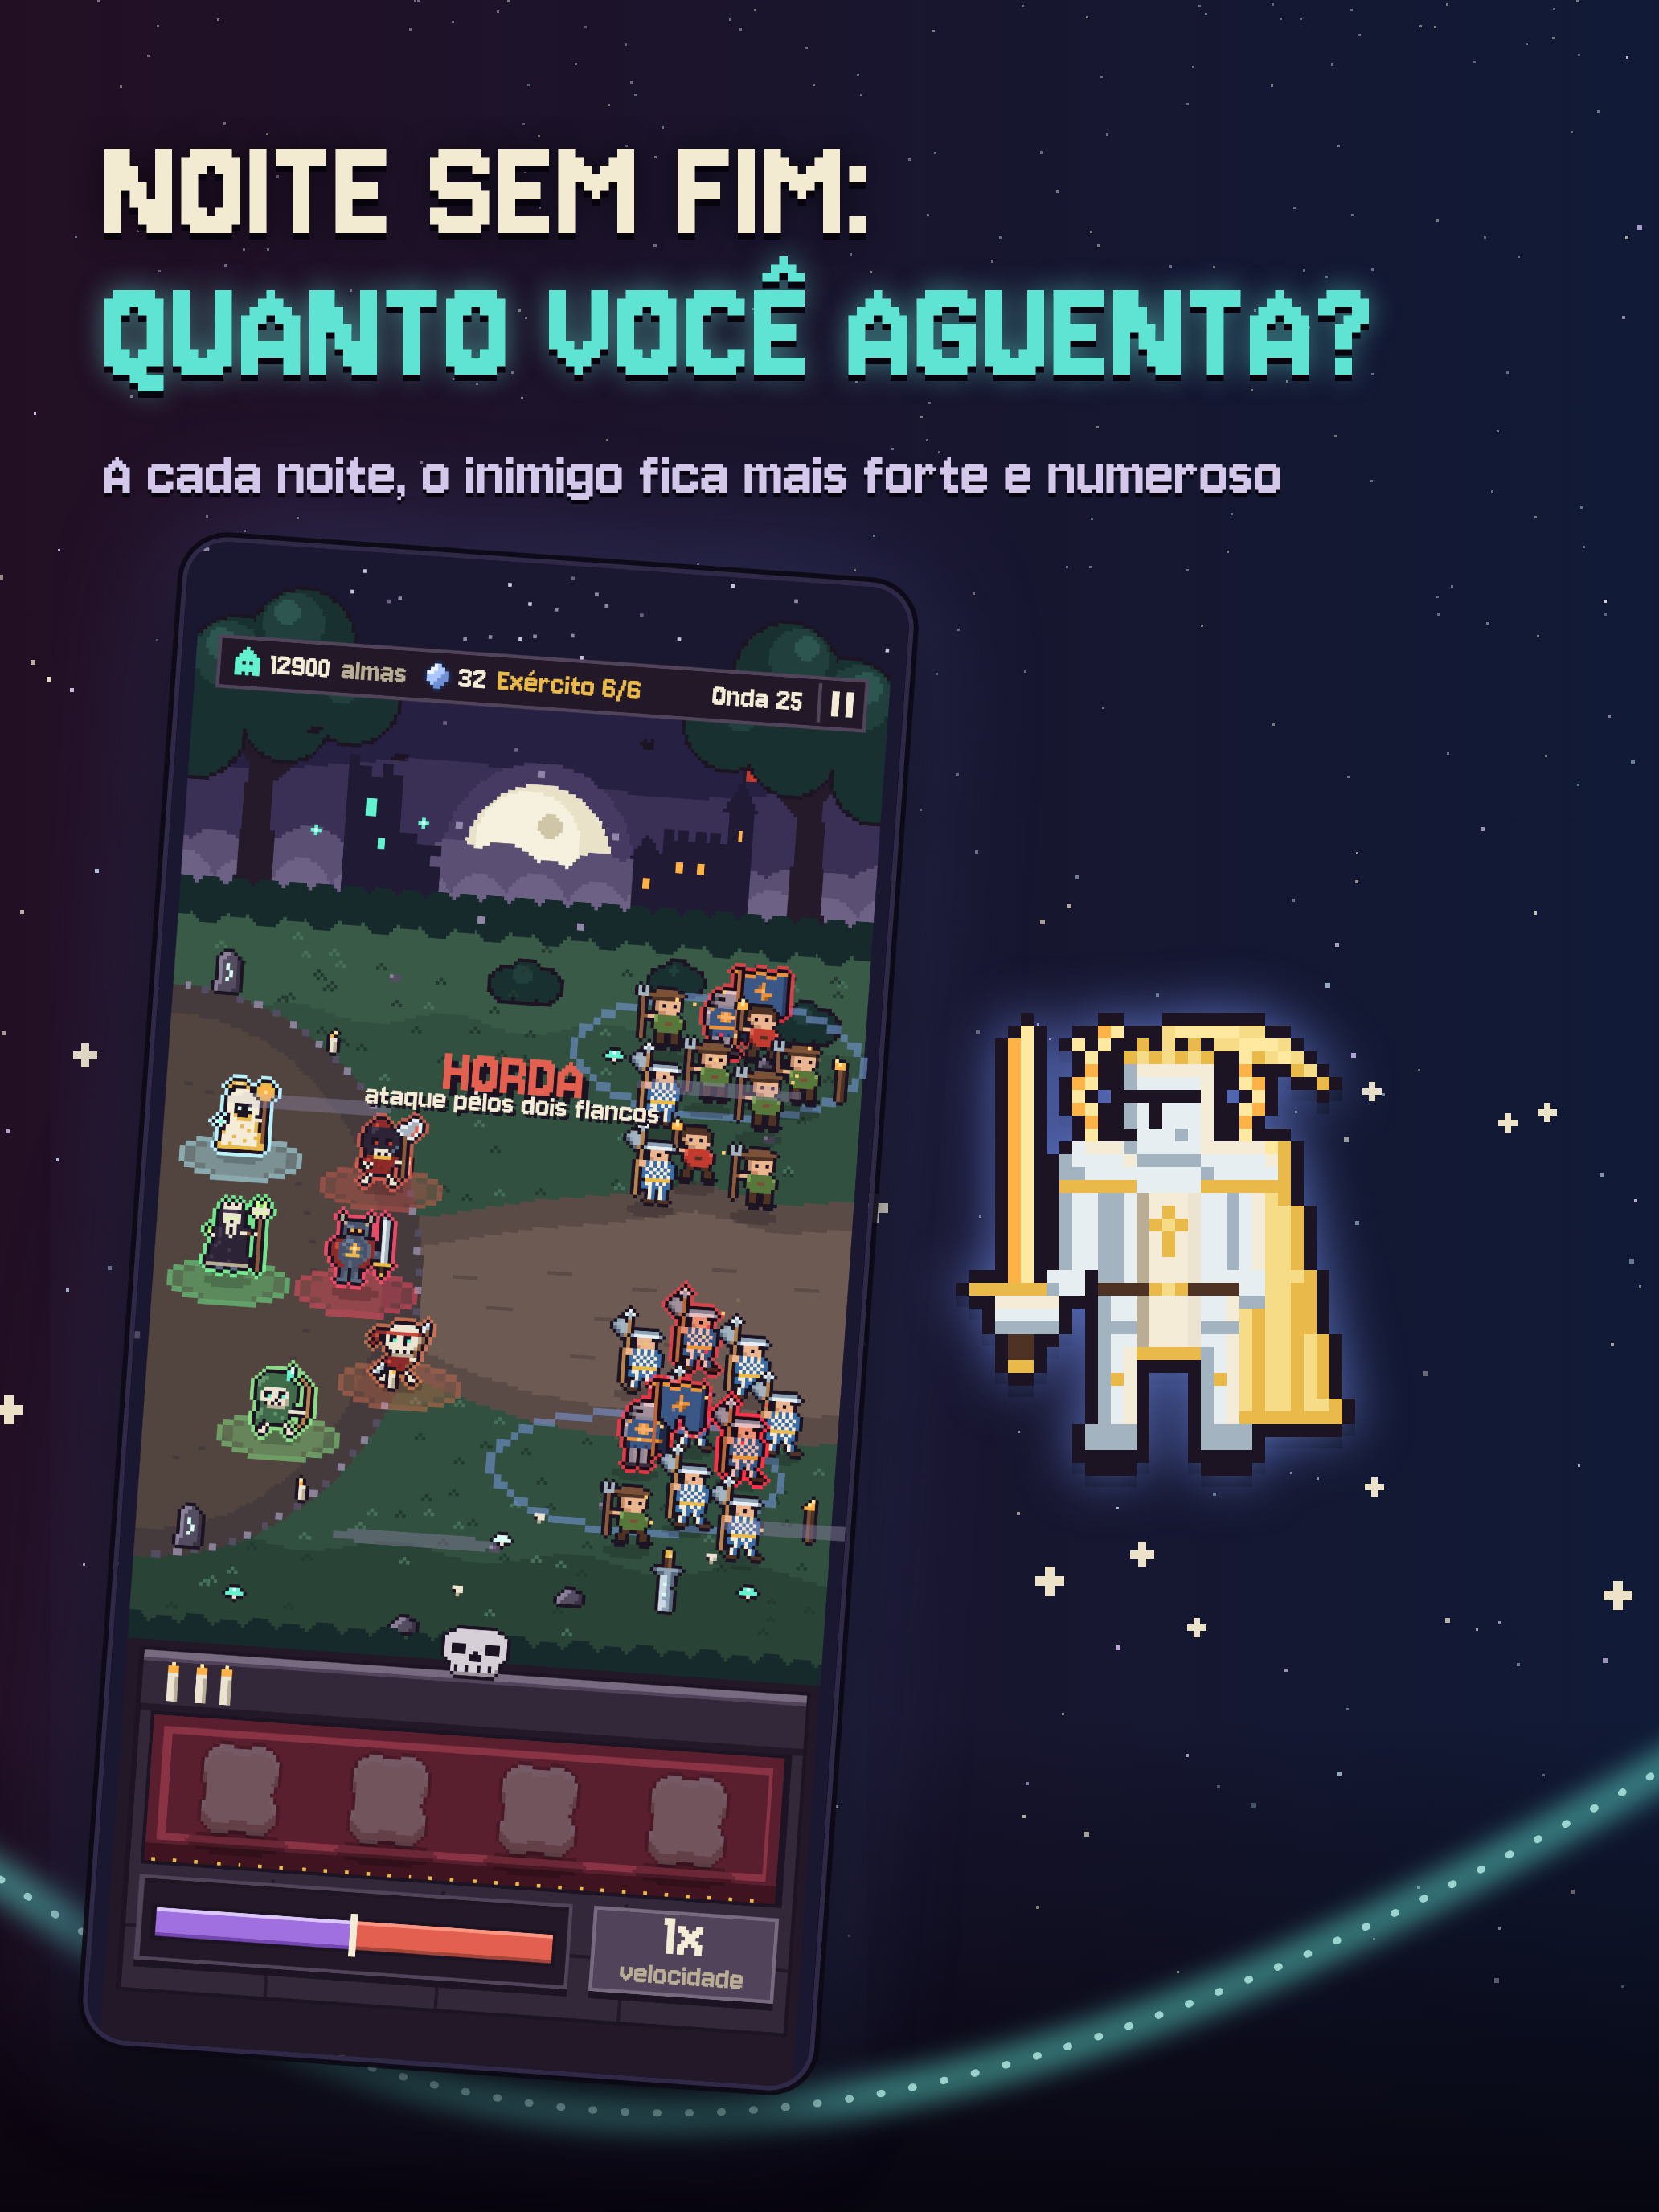 NOITE SEM FIM:
QUANTO VOCÊ AGUENTA?
A cada noite, o inimigo fica mais forte e numeroso
12900 almas 32 Exército 6/6 Onda 25
HORDA
ataque pelos dois flancos!
1x
velocidade